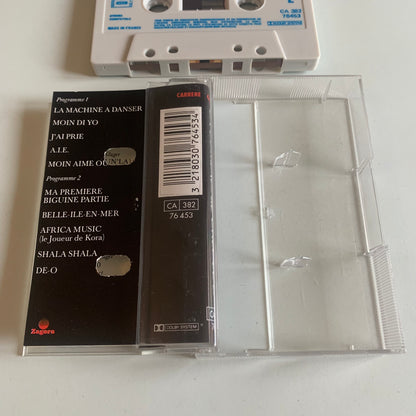 STEREO
COMPATIBLE
MADE IN FRANCE
CA 382
76453
Programme 1
LA MACHINE A DANSER
MOIN DI YO
J'AI PRIE
A.I.E.
MOIN AIME OU
Programme 2
MA PREMIERE
BIGUINE PARTIE
BELLE-ILE-EN-MER
AFRICA MUSIC
(le Joueur de Kora)
SHALA SHALA
DE-O
Zagora
CARRERE
3 218030 764534
CA 382
76 453
DOLBY SYSTEM